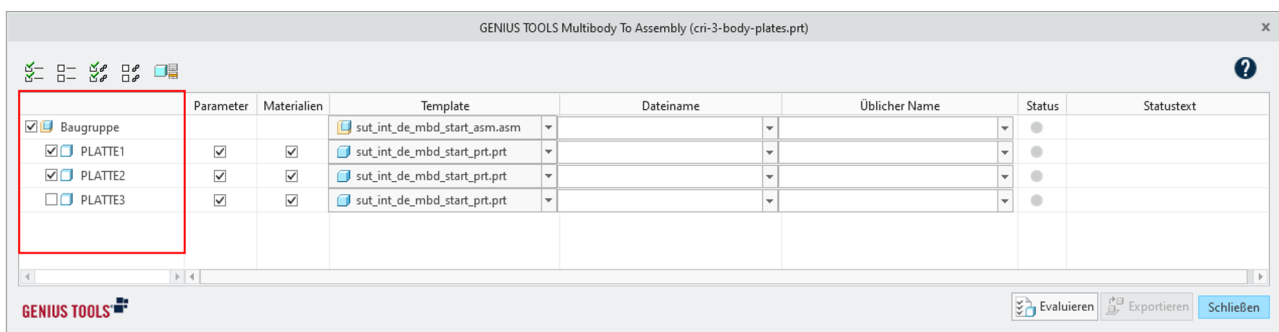 GENIUS TOOLS Multibody To Assembly (cri-3-body-plates.prt)
Parameter Materialien Template Dateiname Üblicher Name Status Statustext
Baugruppe sut_int_de_mbd_start_asm.asm
PLATTE1 sut_int_de_mbd_start_prt.prt
PLATTE2 sut_int_de_mbd_start_prt.prt
PLATTE3 sut_int_de_mbd_start_prt.prt
GENIUS TOOLS Evaluieren Exportieren Schließen